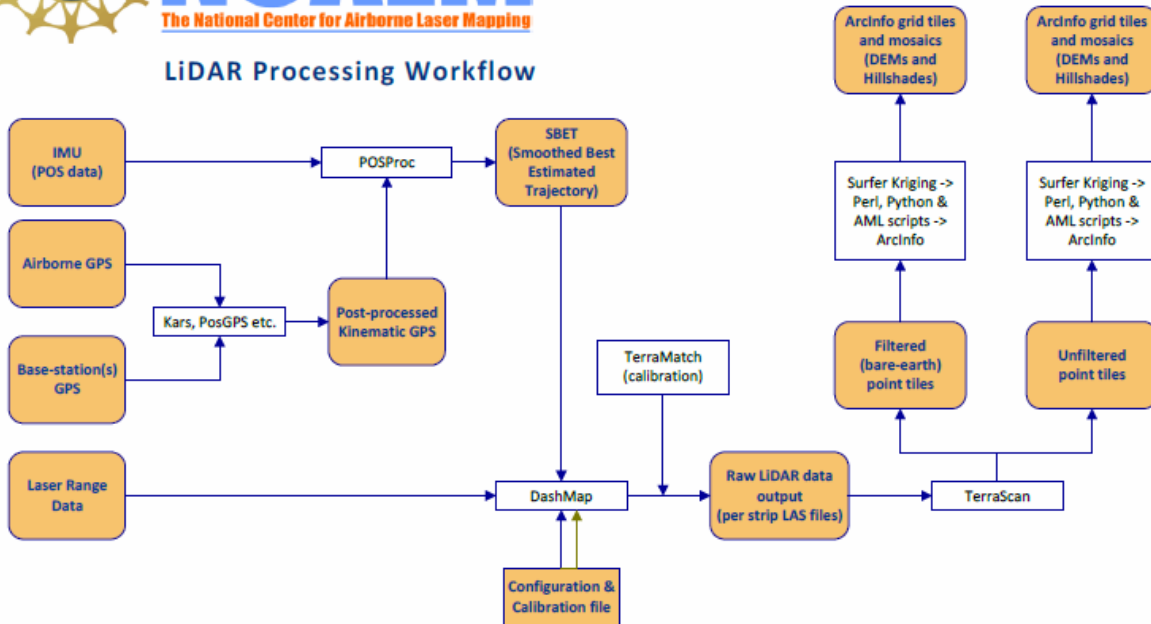 The National Center for Airborne Laser Mapping
LiDAR Processing Workflow
IMU
(POS data)
POSProc
SBET
(Smoothed Best
Estimated
Trajectory)
Airborne GPS
Kars, PosGPS etc.
Post-processed
Kinematic GPS
Base-station(s)
GPS
TerraMatch
(calibration)
Laser Range
Data
DashMap
Raw LiDAR data
output
(per strip LAS files)
TerraScan
Configuration &
Calibration file
Filtered
(bare-earth)
point tiles
Unfiltered
point tiles
Surfer Kriging ->
Perl, Python &
AML scripts ->
ArcInfo
Surfer Kriging ->
Perl, Python &
AML scripts ->
ArcInfo
ArcInfo grid tiles
and mosaics
(DEMs and
Hillshades)
ArcInfo grid tiles
and mosaics
(DEMs and
Hillshades)